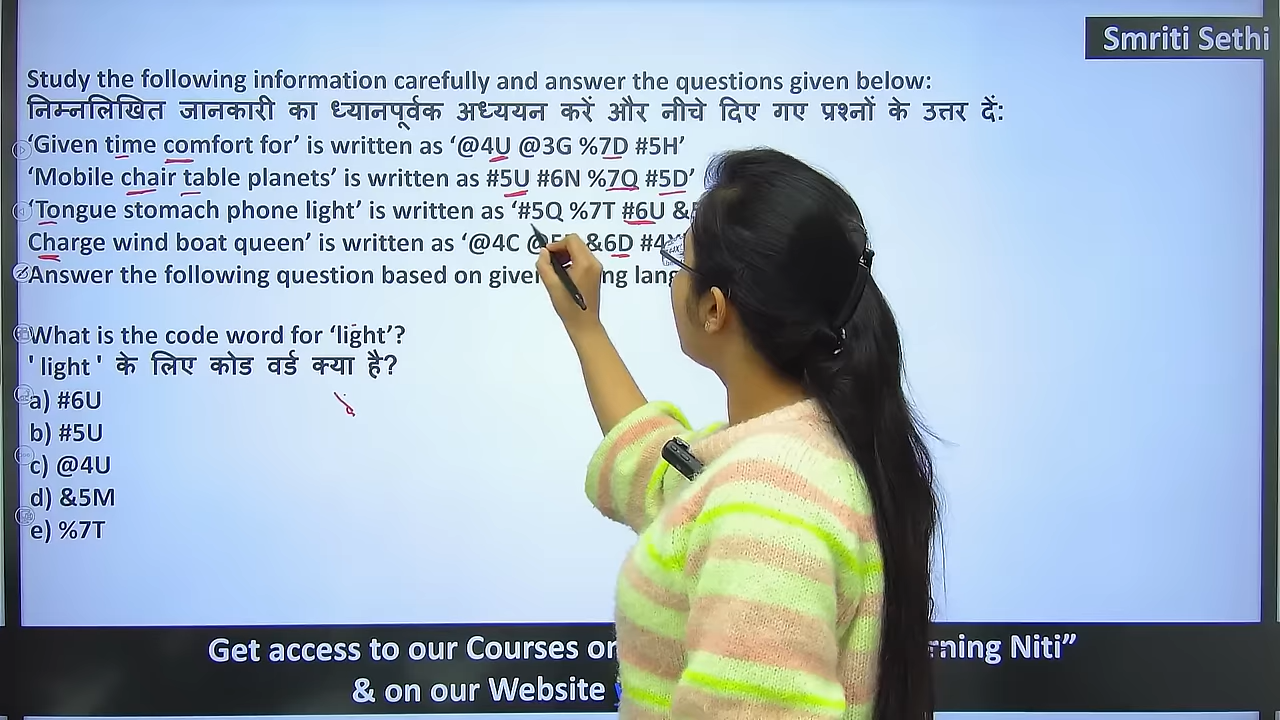 Smriti Sethi
Study the following information carefully and answer the questions given below:
निम्नलिखित जानकारी का ध्यानपूर्वक अध्ययन करें और नीचे दिए गए प्रश्नों के उत्तर दें:
'Given time comfort for' is written as '@4U @3G %7D #5H'
'Mobile chair table planets' is written as #5U #6N %7Q #5D'
'Tongue stomach phone light' is written as '#5Q %7T #6U
Charge wind boat queen' is written as '@4C &6D
Answer the following question based on
What is the code word for 'light'?
' light ' के लिए कोड वर्ड क्या है?
a) #6U
b) #5U
c) @4U
d) &5M
e) %7T
Get access to our Courses Niti"
& on our Website